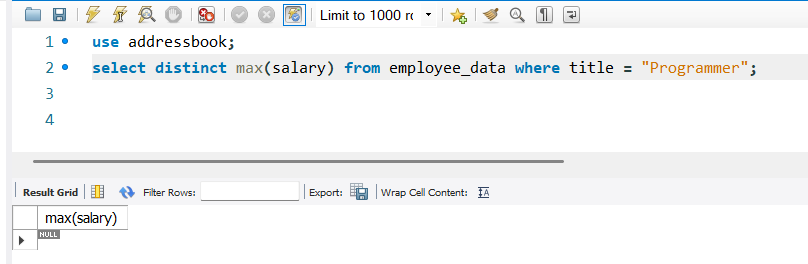 Limit to 1000 rc
1 use addressbook;
2 select distinct max(salary) from employee_data where title = "Programmer";
3
4
Result Grid Filter Rows: Export: Wrap Cell Content:
max(salary)
NULL